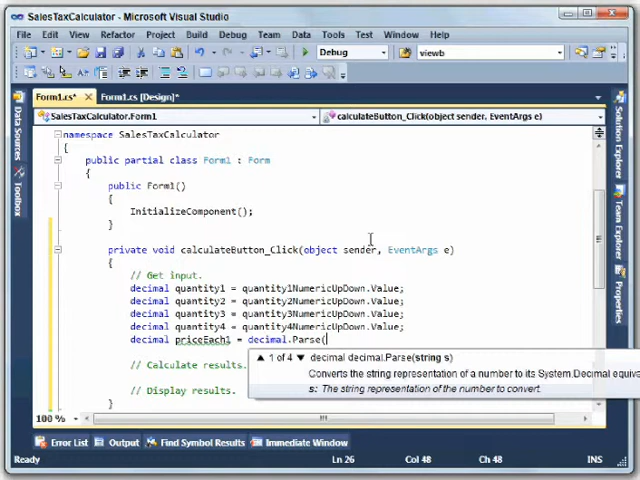 SalesTaxCalculator - Microsoft Visual Studio
File Edit View Refactor Project Build Debug Team Data Tools Test Window Help
Debug viewb
Form1.cs* Form1.cs [Design]*
SalesTaxCalculator.Form1 calculateButton_Click(object sender, EventArgs e)
namespace SalesTaxCalculator
{
public partial class Form1 : Form
{
public Form1()
{
InitializeComponent();
}
private void calculateButton_Click(object sender, EventArgs e)
{
// Get input.
decimal quantity1 = quantity1NumericUpDown.Value;
decimal quantity2 = quantity2NumericUpDown.Value;
decimal quantity3 = quantity3NumericUpDown.Value;
decimal quantity4 = quantity4NumericUpDown.Value;
decimal priceEach1 = decimal.Parse(
1 of 4 decimal decimal.Parse(string s)
Converts the string representation of a number to its System.Decimal equiva
s: The string representation of the number to convert.
// Calculate results.
// Display results.
}
100 %
Data Sources
Toolbox
Solution Explorer
Team Explorer
Properties
Error List Output Find Symbol Results Immediate Window
Ready Ln 26 Col 48 Ch 48 INS